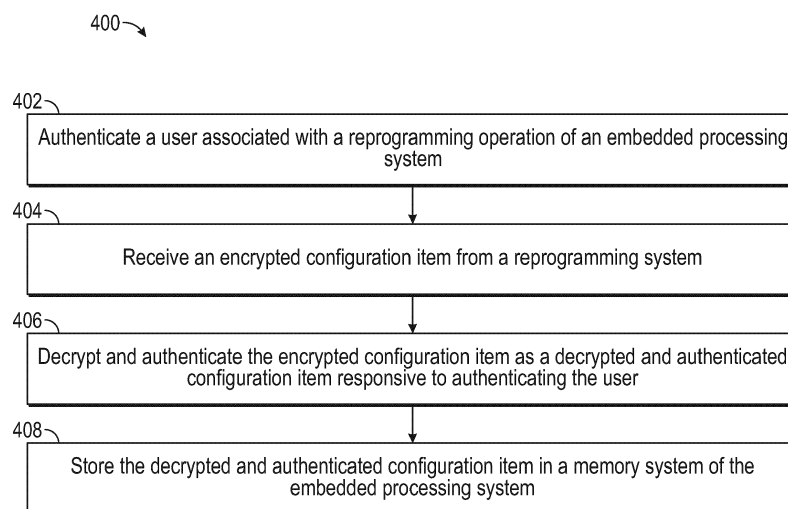 400
402
Authenticate a user associated with a reprogramming operation of an embedded processing
system
404
Receive an encrypted configuration item from a reprogramming system
406
Decrypt and authenticate the encrypted configuration item as a decrypted and authenticated
configuration item responsive to authenticating the user
408
Store the decrypted and authenticated configuration item in a memory system of the
embedded processing system